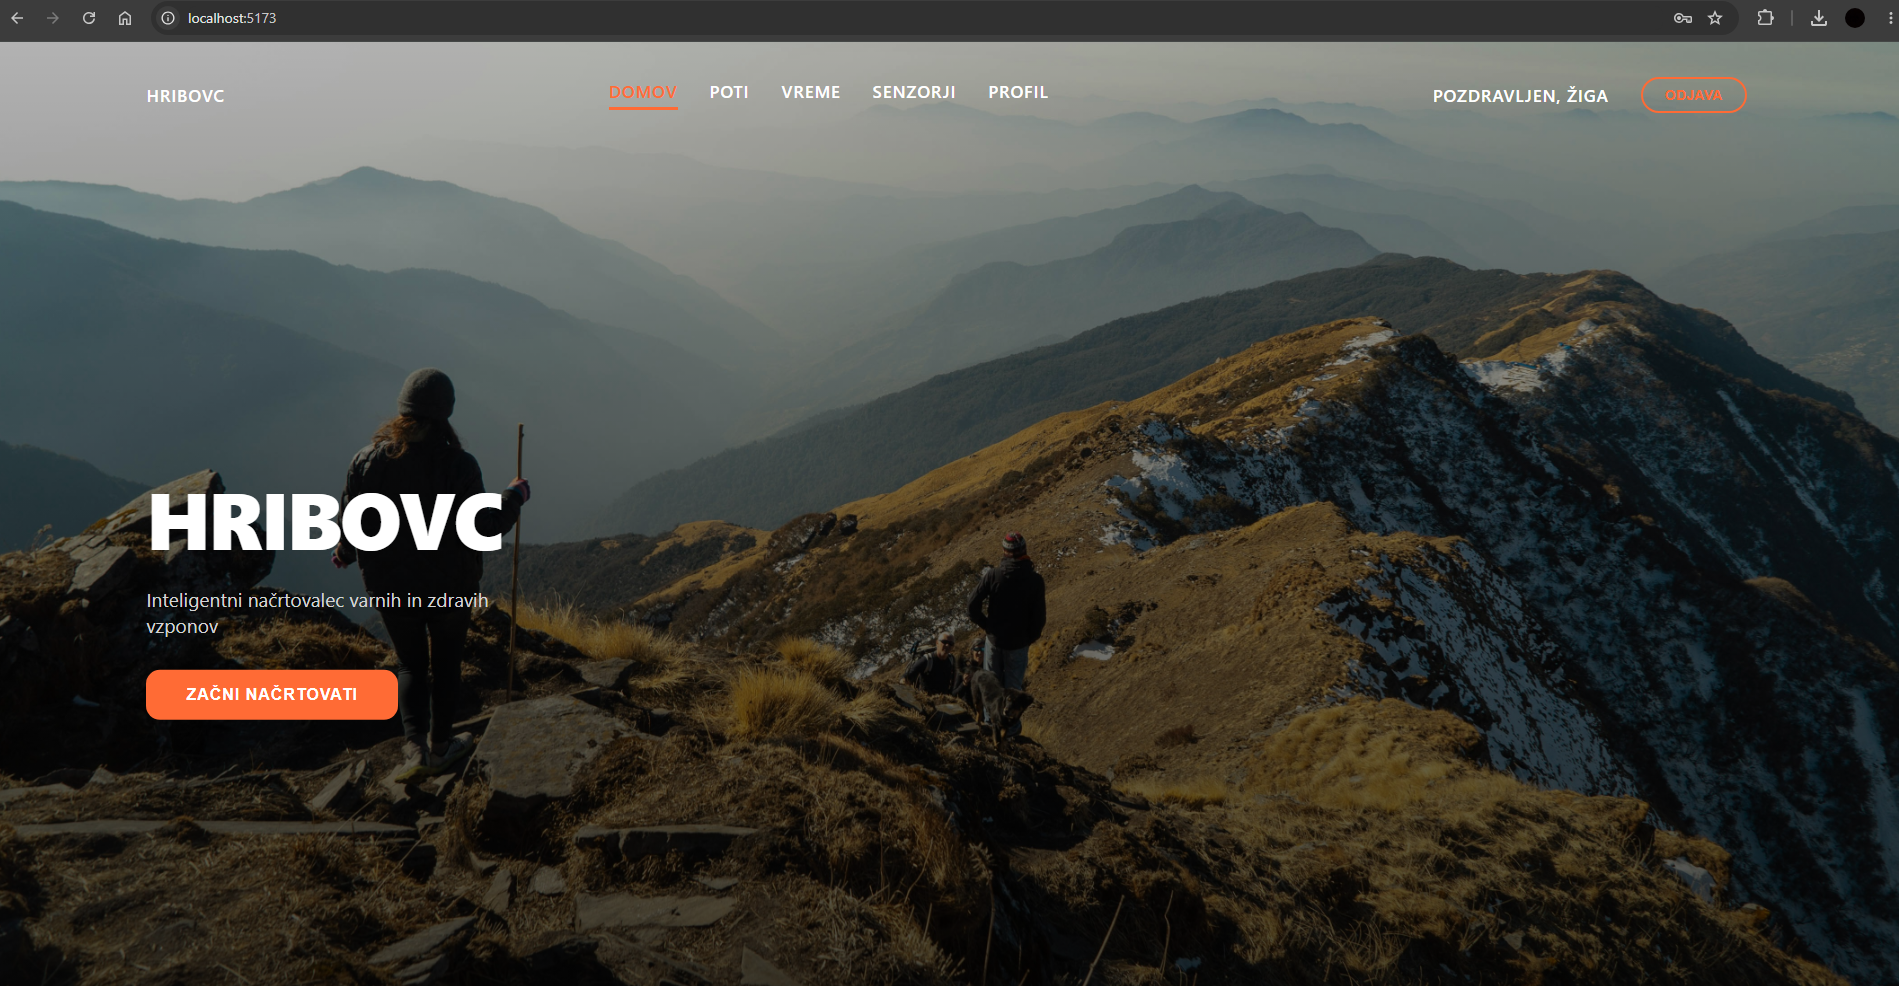 localhost:5173
HRIBOVC
DOMOV POTI VREME SENZORJI PROFIL
POZDRAVLJEN, ŽIGA
ODJAVA
HRIBOVC
Inteligentni načrtovalec varnih in zdravih
vzponov
ZAČNI NAČRTOVATI